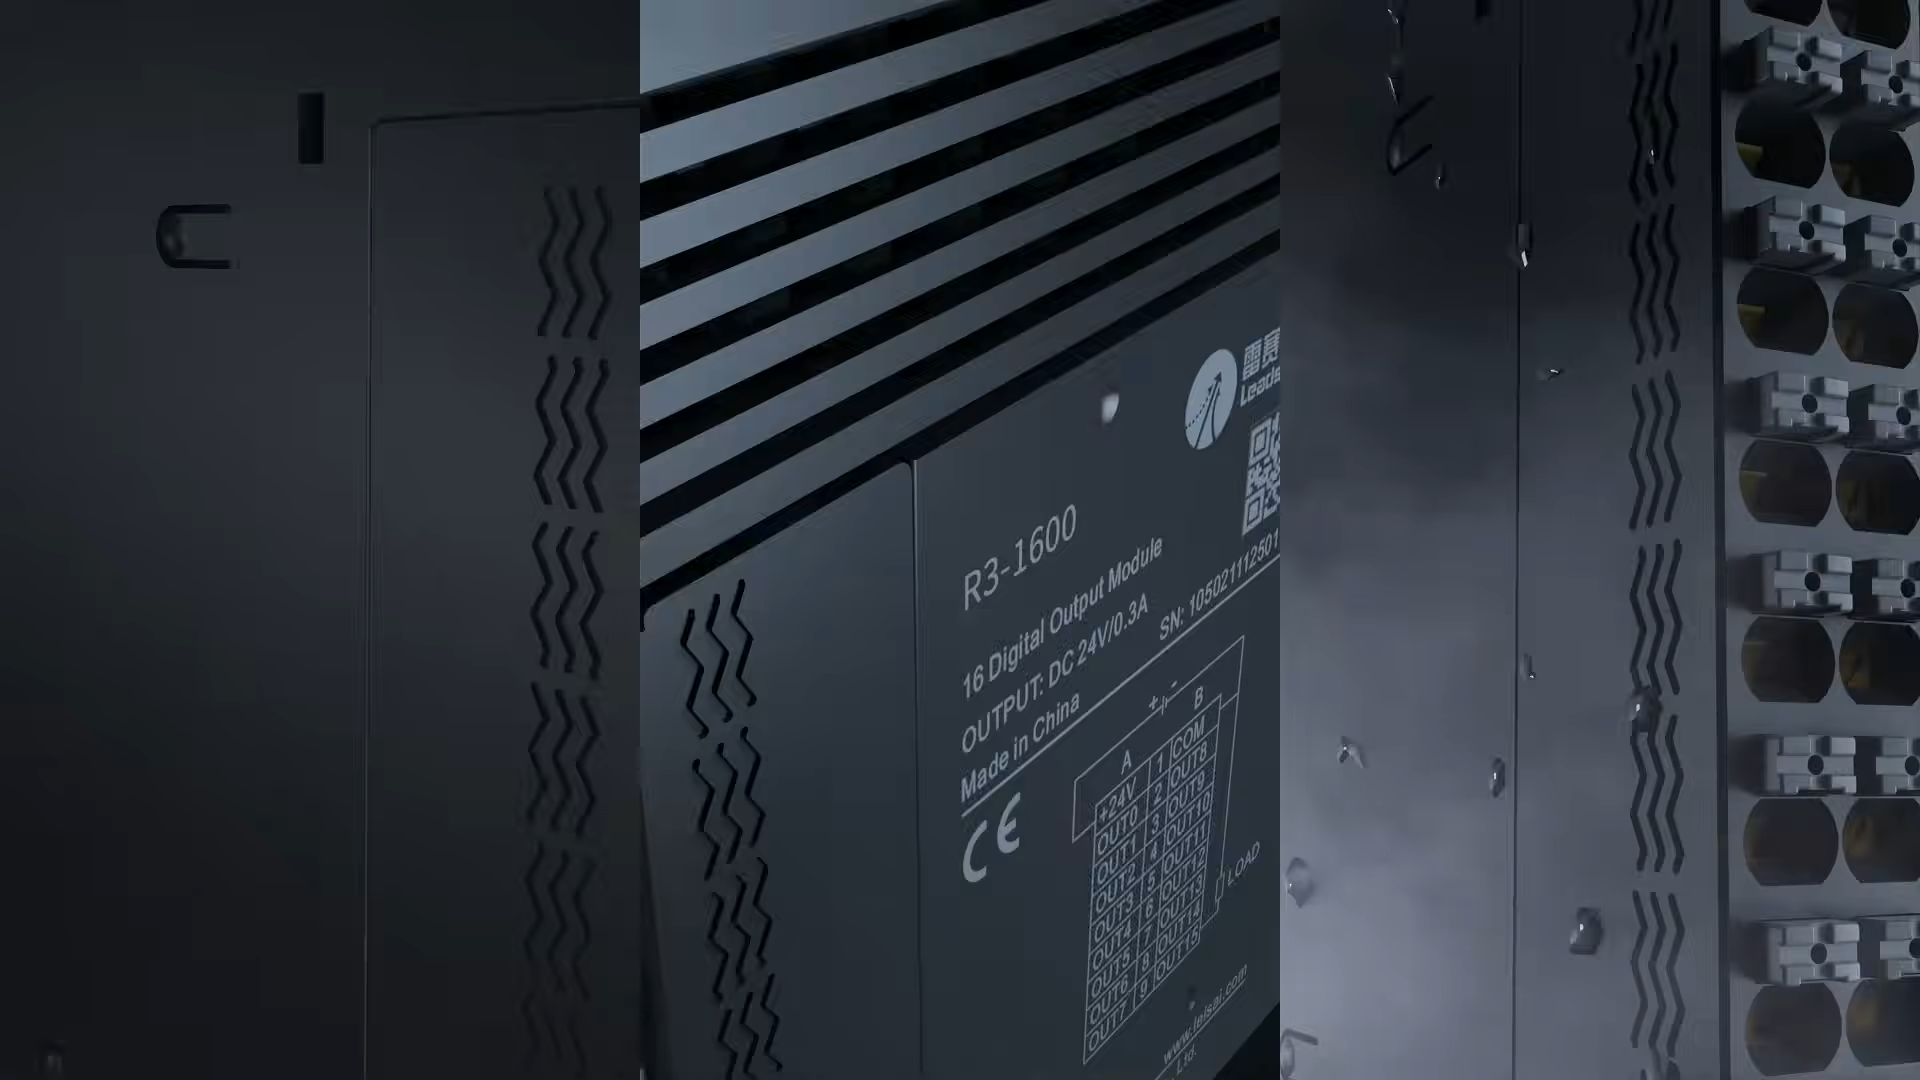 雷赛
Leads
R3-1600
16 Digital Output Module
OUTPUT: DC 24V/0.3A
Made in China
SN: 105021112501
CE
+ -
A B
+24V 1 COM
OUT0 2 OUT8
OUT1 3 OUT9
OUT2 4 OUT10
OUT3 5 OUT11
OUT4 6 OUT12
OUT5 7 OUT13
OUT6 8 OUT14
OUT7 9 OUT15
LOAD
www.leisai.com
Ltd.